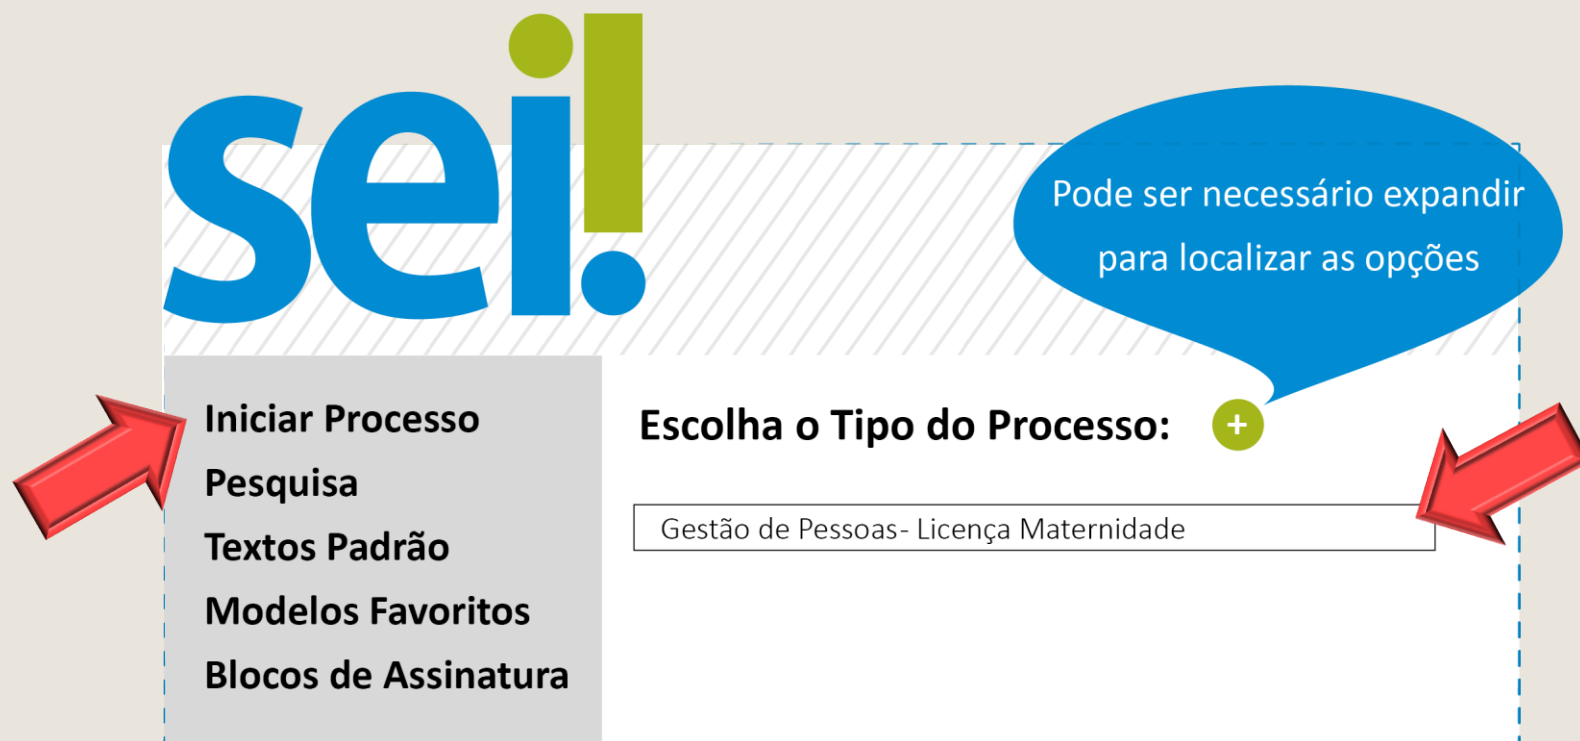 sei!
Pode ser necessário expandir
para localizar as opções
Iniciar Processo
Pesquisa
Textos Padrão
Modelos Favoritos
Blocos de Assinatura
Escolha o Tipo do Processo: +
Gestão de Pessoas- Licença Maternidade